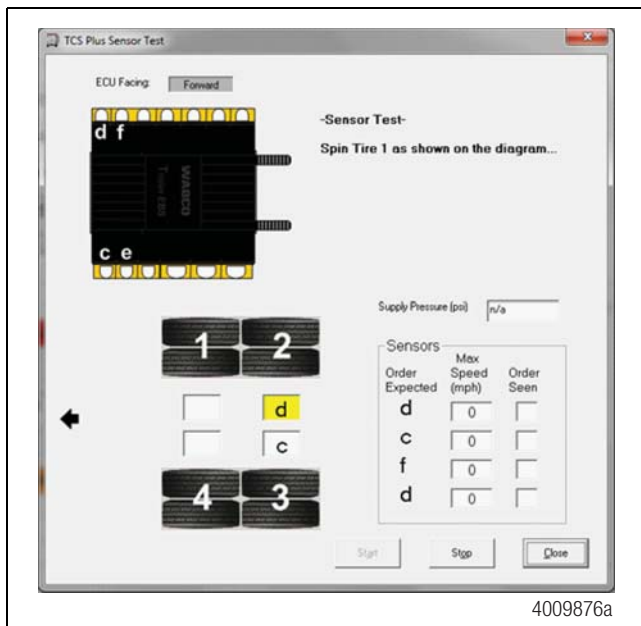 TCS Plus Sensor Test
ECU Facing: Forward
d f
WABCO
c e
-Sensor Test-
Spin Tire 1 as shown on the diagram...
Supply Pressure (psi) n/a
1 2
d
c
4 3
Sensors
Order Expected
Max Speed (mph)
Order Seen
d 0
c 0
f 0
d 0
Start Stop Close
4009876a